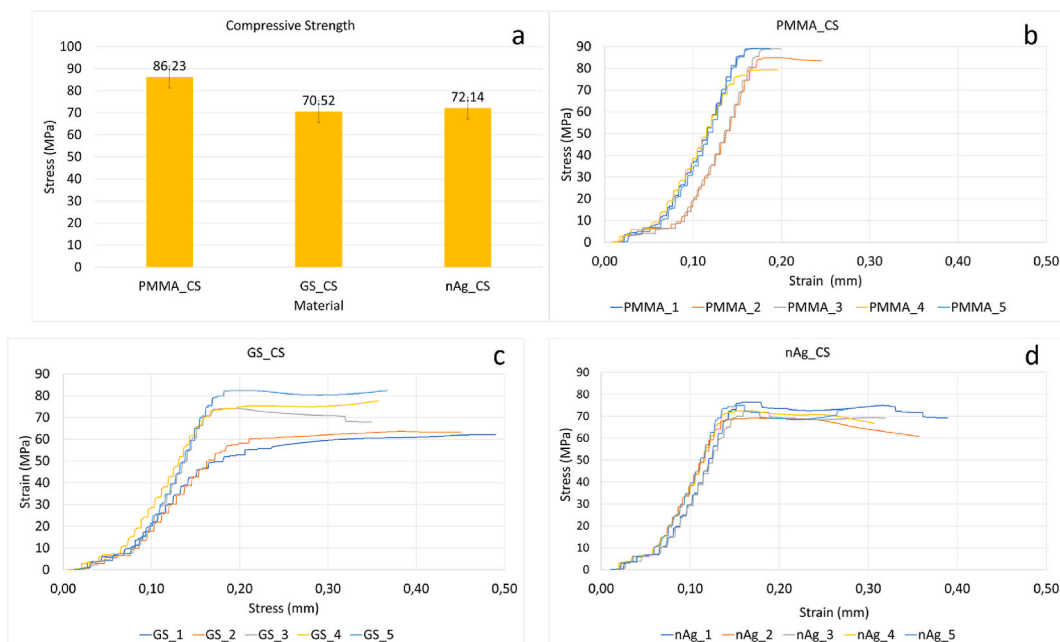 Compressive Strength
a
100
90
80
70
60
50
40
30
20
10
0
Stress (MPa)
86.23
70.52
72.14
PMMA_CS
GS_CS
nAg_CS
Material
PMMA_CS
b
90
80
70
60
50
40
30
20
10
0
Stress (MPa)
0,00
0,10
0,20
0,30
0,40
0,50
Strain (mm)
PMMA_1
PMMA_2
PMMA_3
PMMA_4
PMMA_5
GS_CS
c
90
80
70
60
50
40
30
20
10
0
Strain (MPa)
0,00
0,10
0,20
0,30
0,40
0,50
Stress (mm)
GS_1
GS_2
GS_3
GS_4
GS_5
nAg_CS
d
90
80
70
60
50
40
30
20
10
0
Stress (MPa)
0,00
0,10
0,20
0,30
0,40
0,50
Strain (mm)
nAg_1
nAg_2
nAg_3
nAg_4
nAg_5